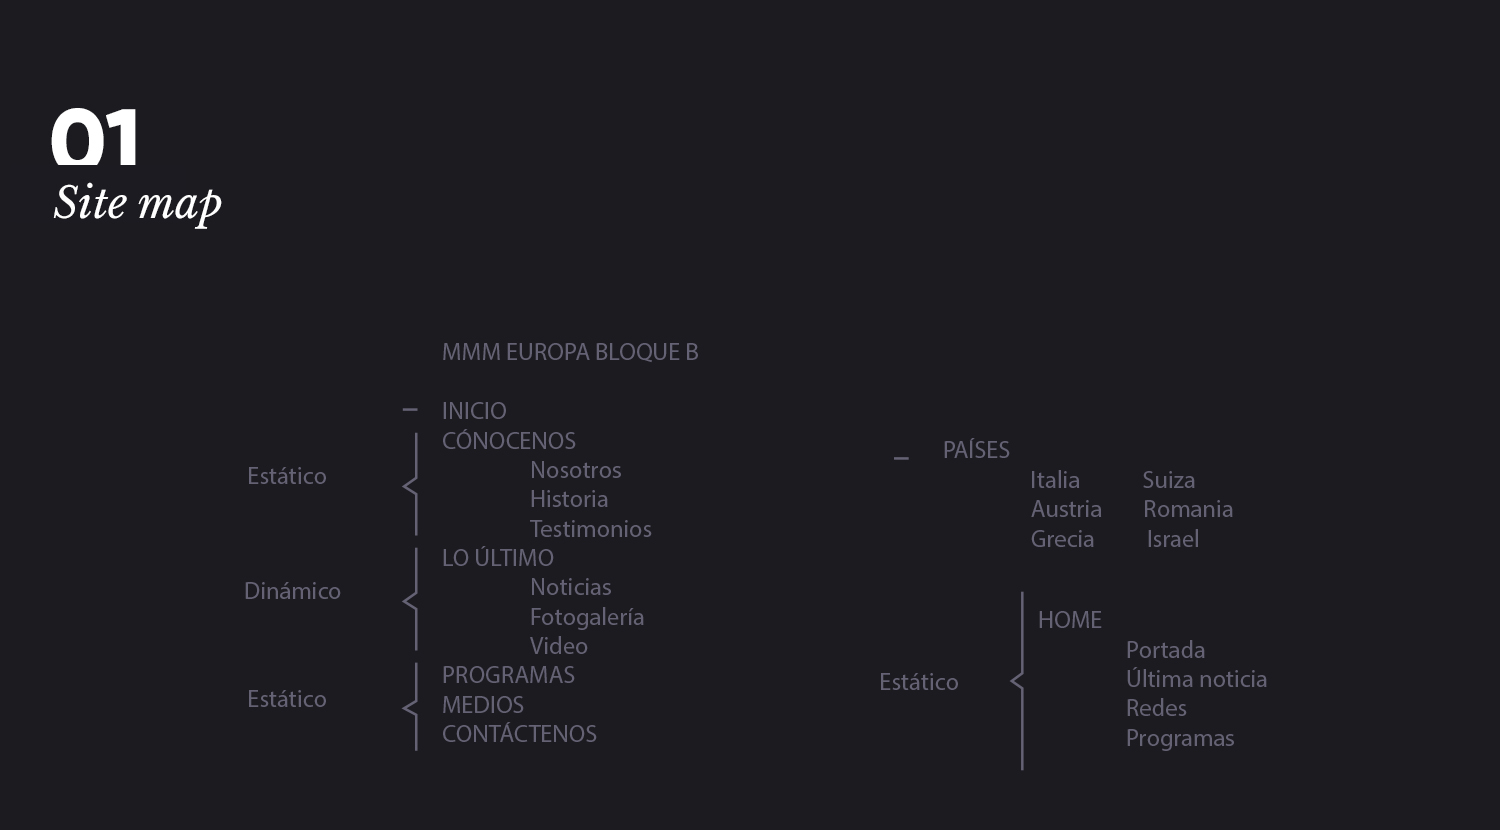 01
Site map
MMM EUROPA BLOQUE B
INICIO
CÓNOCENOS
Estático
Nosotros
Historia
Testimonios
LO ÚLTIMO
Dinámico
Noticias
Fotogalería
Video
Estático
PROGRAMAS
MEDIOS
CONTÁCTENOS
PAÍSES
Italia Suiza
Austria Romania
Grecia Israel
Estático
HOME
Portada
Última noticia
Redes
Programas